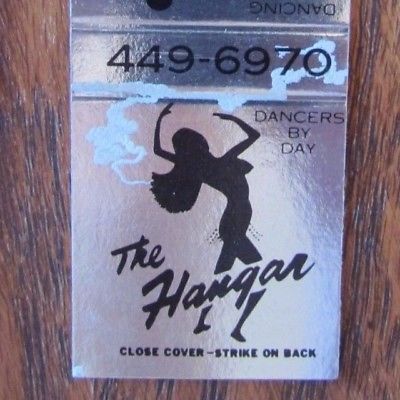 DANCING
449-6970
DANCERS
BY
DAY
The
Hangar
CLOSE COVER-STRIKE ON BACK